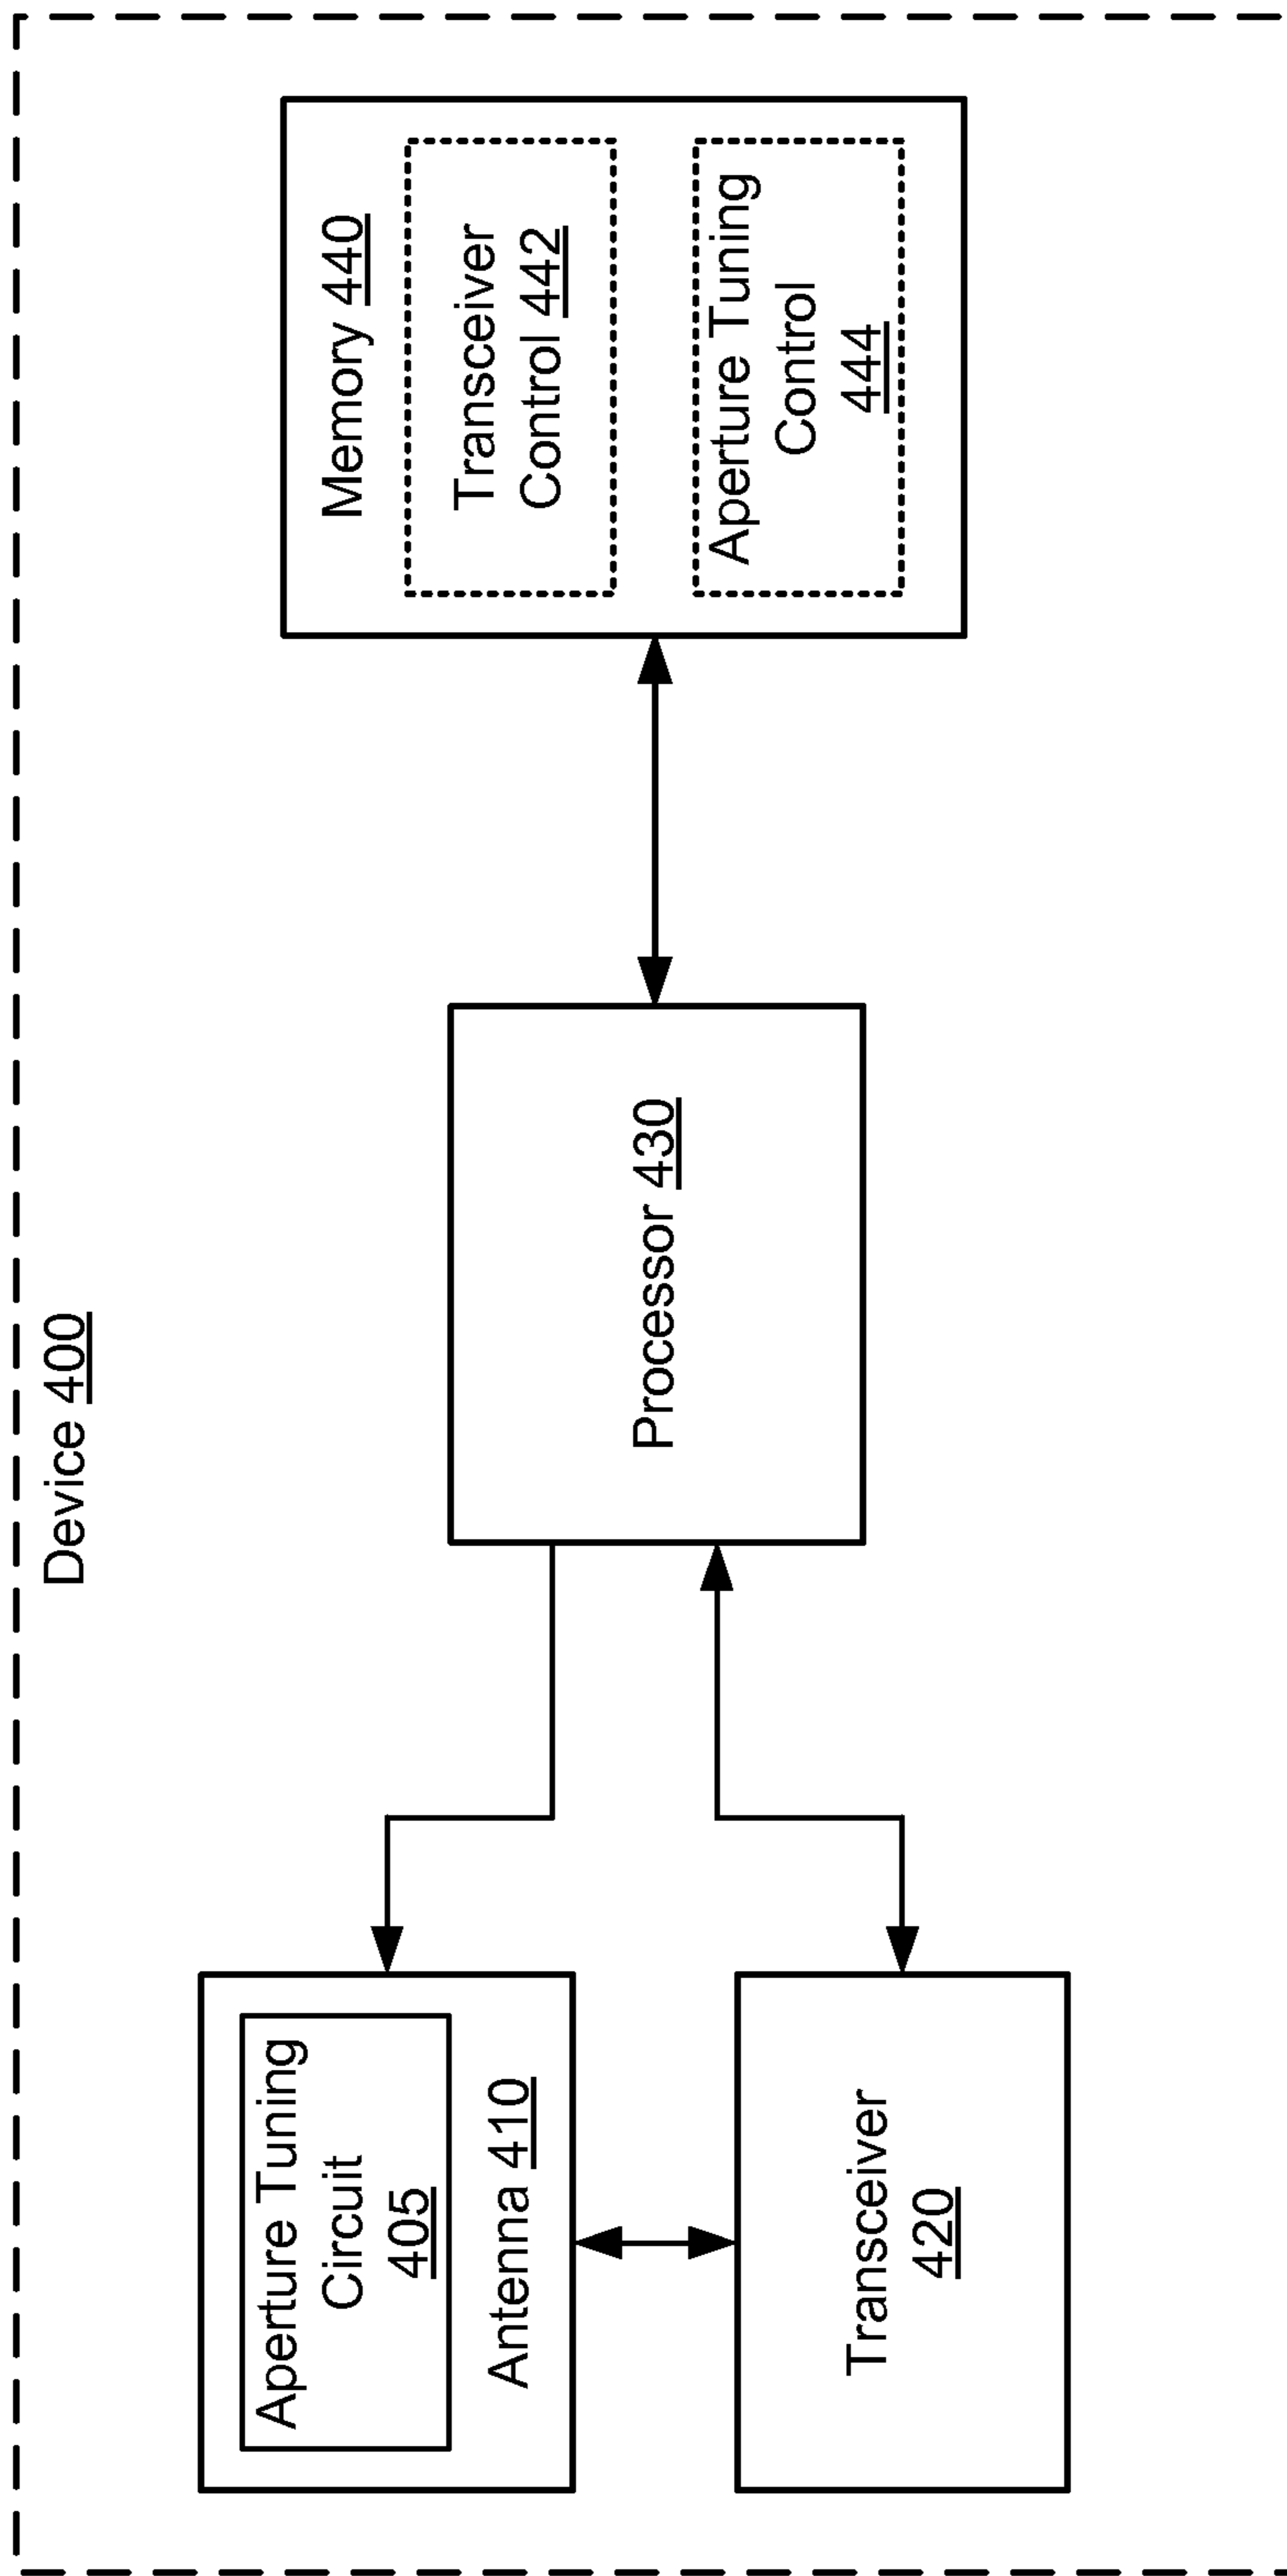 Device 400
Aperture Tuning
Circuit
405
Antenna 410
Transceiver
420
Processor 430
Memory 440
Transceiver
Control 442
Aperture Tuning
Control
444